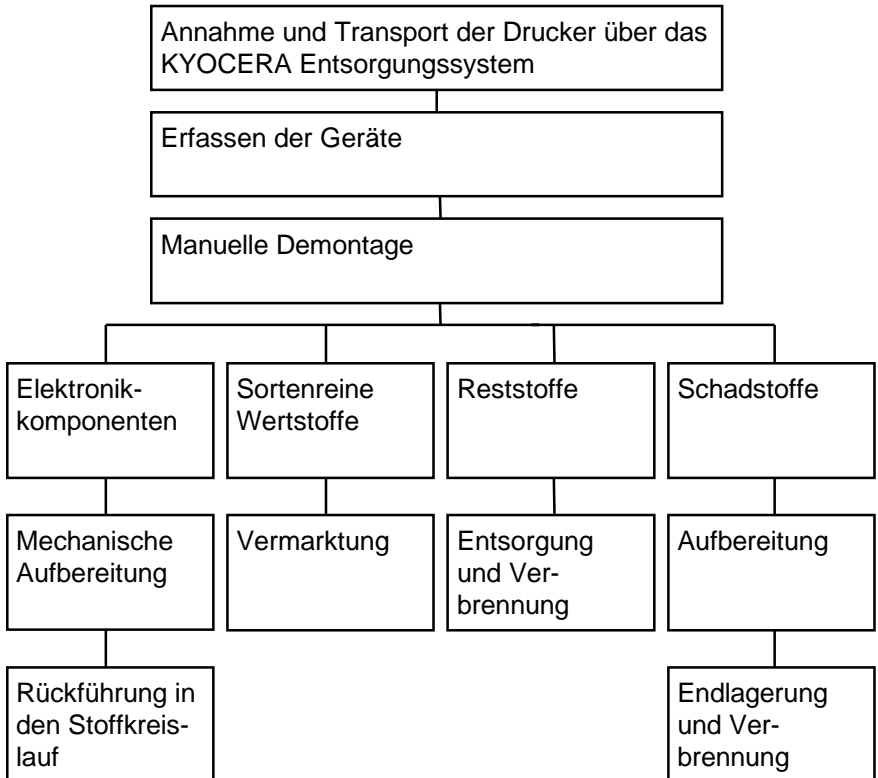 Annahme und Transport der Drucker über das
KYOCERA Entsorgungssystem
Erfassen der Geräte
Manuelle Demontage
Elektronik-
komponenten
Sortenreine
Wertstoffe
Reststoffe
Schadstoffe
Mechanische
Aufbereitung
Vermarktung
Entsorgung
und Ver-
brennung
Aufbereitung
Rückführung in
den Stoffkreis-
lauf
Endlagerung
und Ver-
brennung